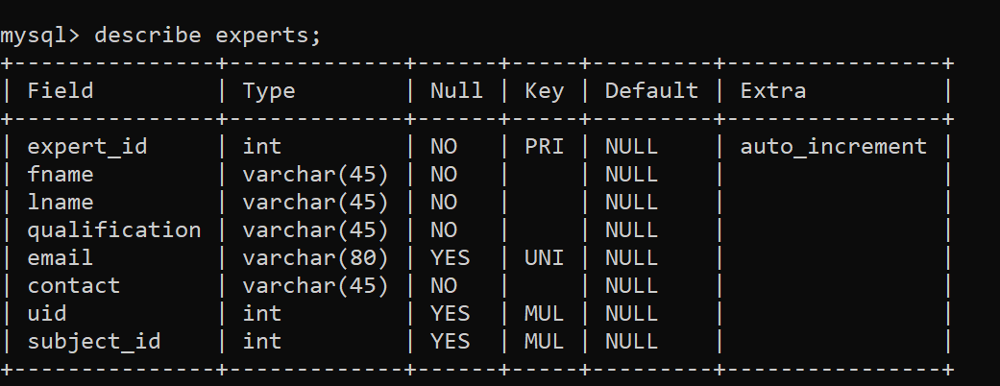 mysql> describe experts;
+---------------+-------------+------+-----+---------+----------------+
| Field         | Type        | Null | Key | Default | Extra          |
+---------------+-------------+------+-----+---------+----------------+
| expert_id     | int         | NO   | PRI | NULL    | auto_increment |
| fname         | varchar(45) | NO   |     | NULL    |                |
| lname         | varchar(45) | NO   |     | NULL    |                |
| qualification | varchar(45) | NO   |     | NULL    |                |
| email         | varchar(80) | YES  | UNI | NULL    |                |
| contact       | varchar(45) | NO   |     | NULL    |                |
| uid           | int         | YES  | MUL | NULL    |                |
| subject_id    | int         | YES  | MUL | NULL    |                |
+---------------+-------------+------+-----+---------+----------------+